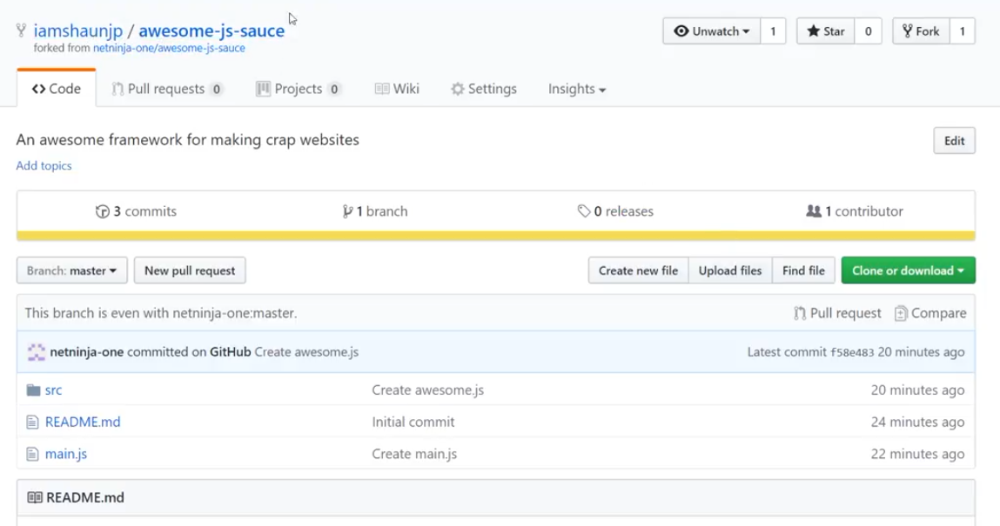 iamshaunjp / awesome-js-sauce Unwatch 1 Star 0 Fork 1
forked from netninja-one/awesome-js-sauce
Code Pull requests 0 Projects 0 Wiki Settings Insights
An awesome framework for making crap websites Edit
Add topics
3 commits 1 branch 0 releases 1 contributor
Branch: master New pull request Create new file Upload files Find file Clone or download
This branch is even with netninja-one:master. Pull request Compare
netninja-one committed on GitHub Create awesome.js Latest commit f58e483 20 minutes ago
src Create awesome.js 20 minutes ago
README.md Initial commit 24 minutes ago
main.js Create main.js 22 minutes ago
README.md